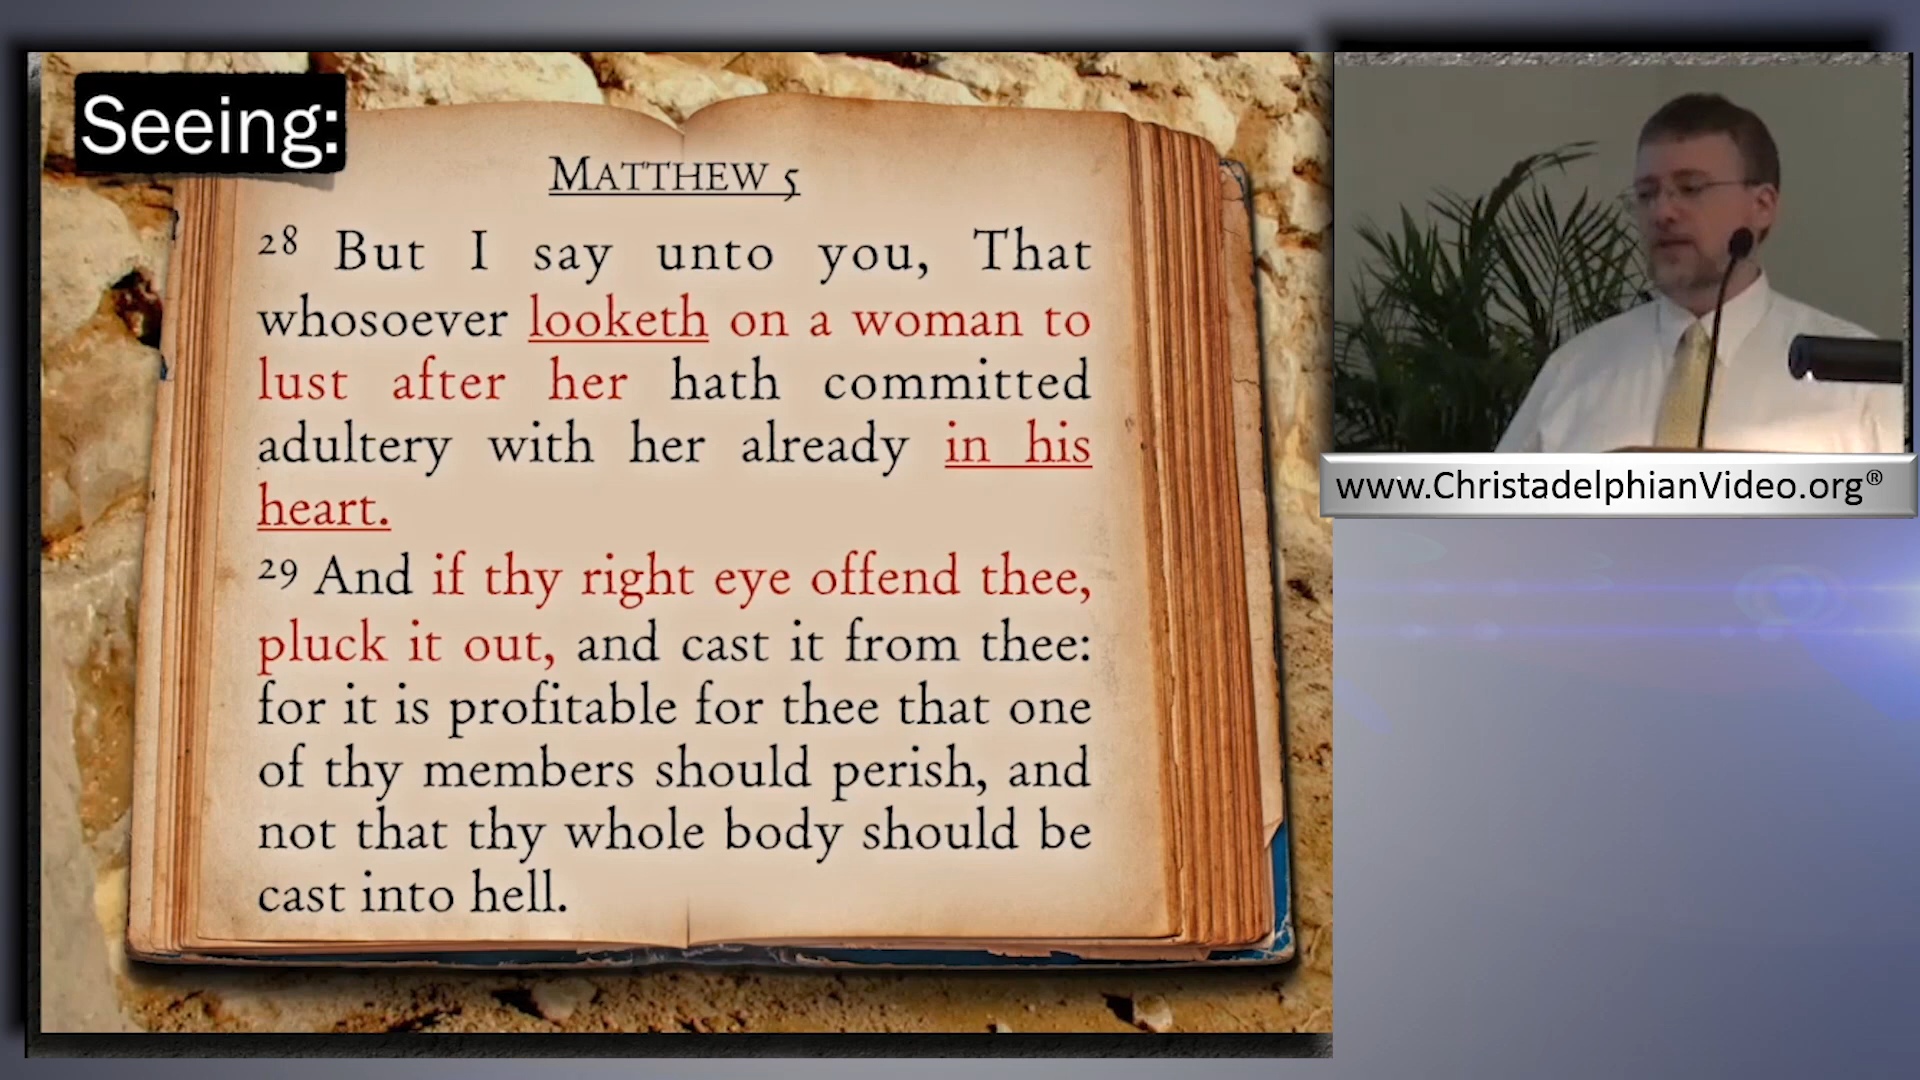 Seeing:
MATTHEW 5
28 But I say unto you, That
whosoever looketh on a woman to
lust after her hath committed
adultery with her already in his
heart.
29 And if thy right eye offend thee,
pluck it out, and cast it from thee:
for it is profitable for thee that one
of thy members should perish, and
not that thy whole body should be
cast into hell.
www.ChristadelphianVideo.org®